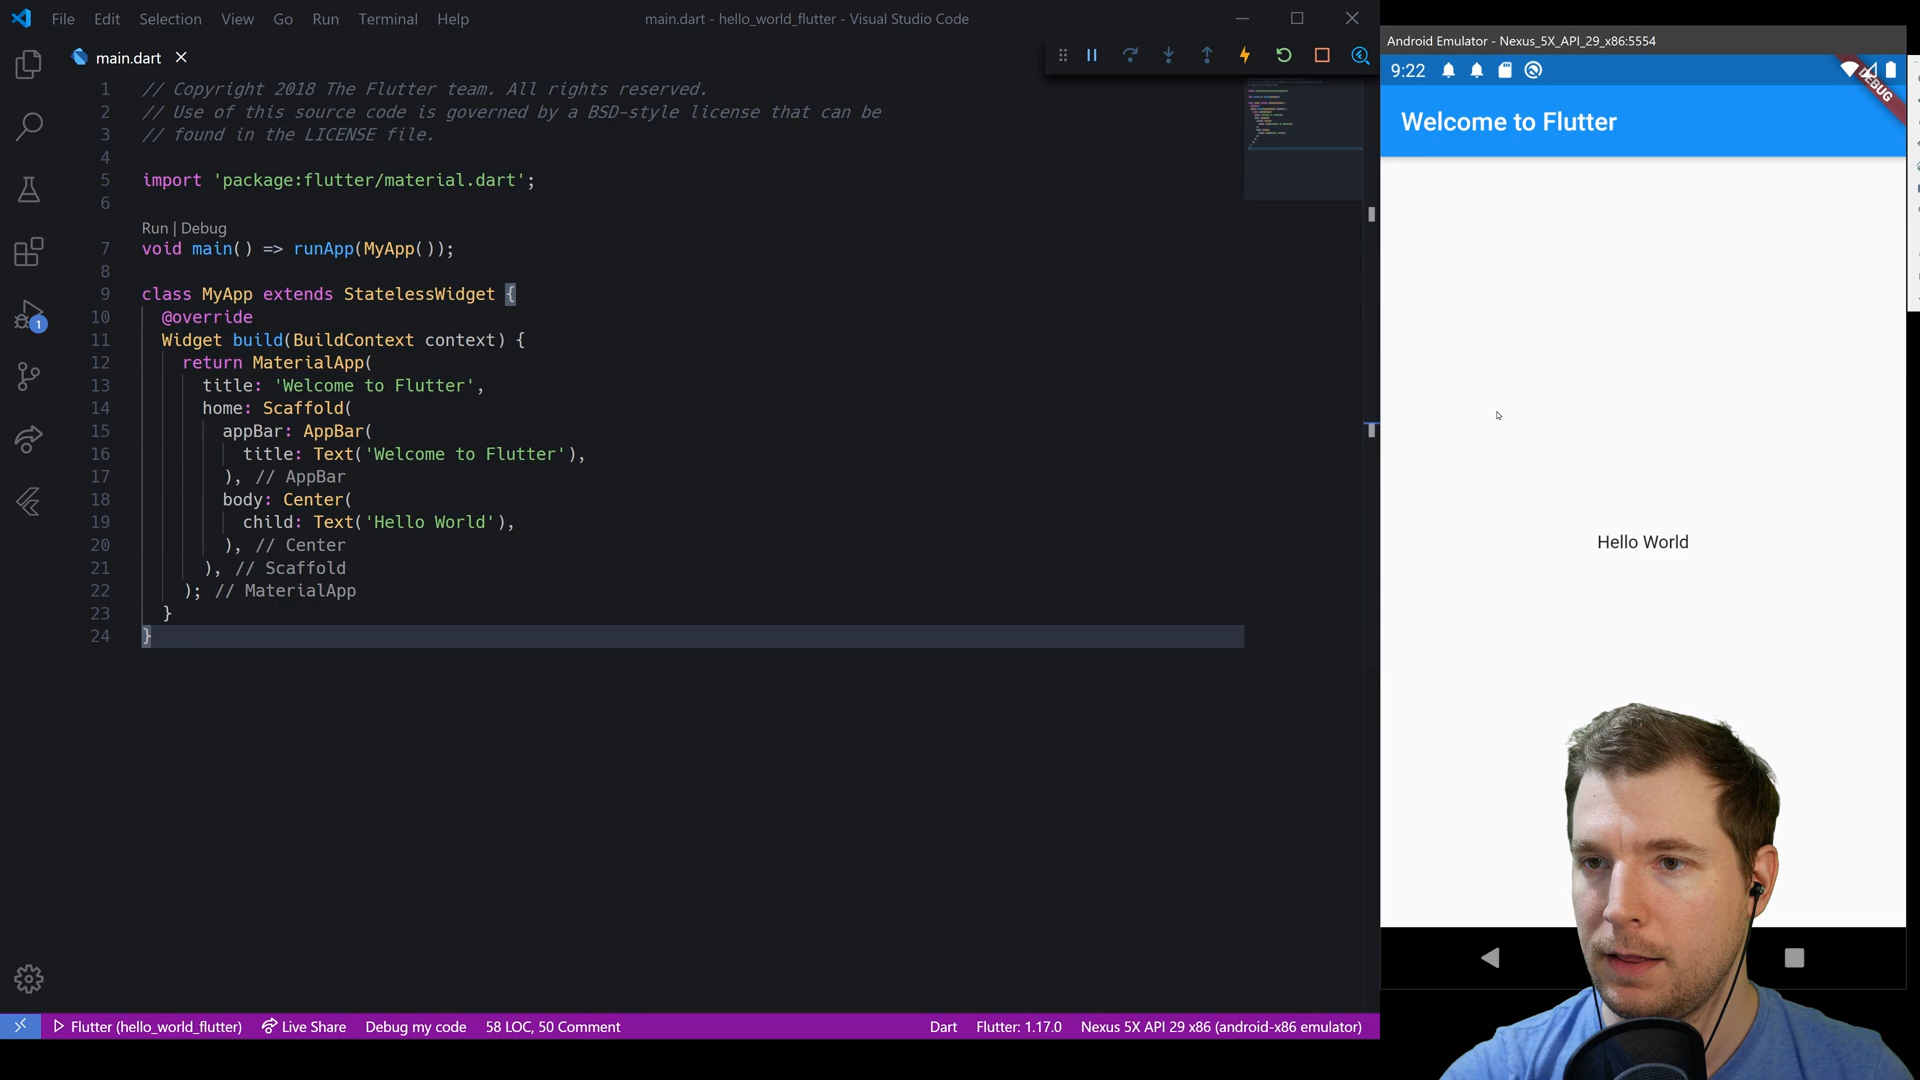 File Edit Selection View Go Run Terminal Help
main.dart - hello_world_flutter - Visual Studio Code
main.dart
1 // Copyright 2018 The Flutter team. All rights reserved.
2 // Use of this source code is governed by a BSD-style license that can be
3 // found in the LICENSE file.
4
5 import 'package:flutter/material.dart';
6
Run | Debug
7 void main() => runApp(MyApp());
8
9 class MyApp extends StatelessWidget {
10 @override
11 Widget build(BuildContext context) {
12 return MaterialApp(
13 title: 'Welcome to Flutter',
14 home: Scaffold(
15 appBar: AppBar(
16 title: Text('Welcome to Flutter'),
17 ), // AppBar
18 body: Center(
19 child: Text('Hello World'),
20 ), // Center
21 ), // Scaffold
22 ); // MaterialApp
23 }
24 }
1
Flutter (hello_world_flutter) Live Share Debug my code 58 LOC, 50 Comment
Dart Flutter: 1.17.0 Nexus 5X API 29 x86 (android-x86 emulator)
Android Emulator - Nexus_5X_API_29_x86:5554
9:22
DEBUG
Welcome to Flutter
Hello World